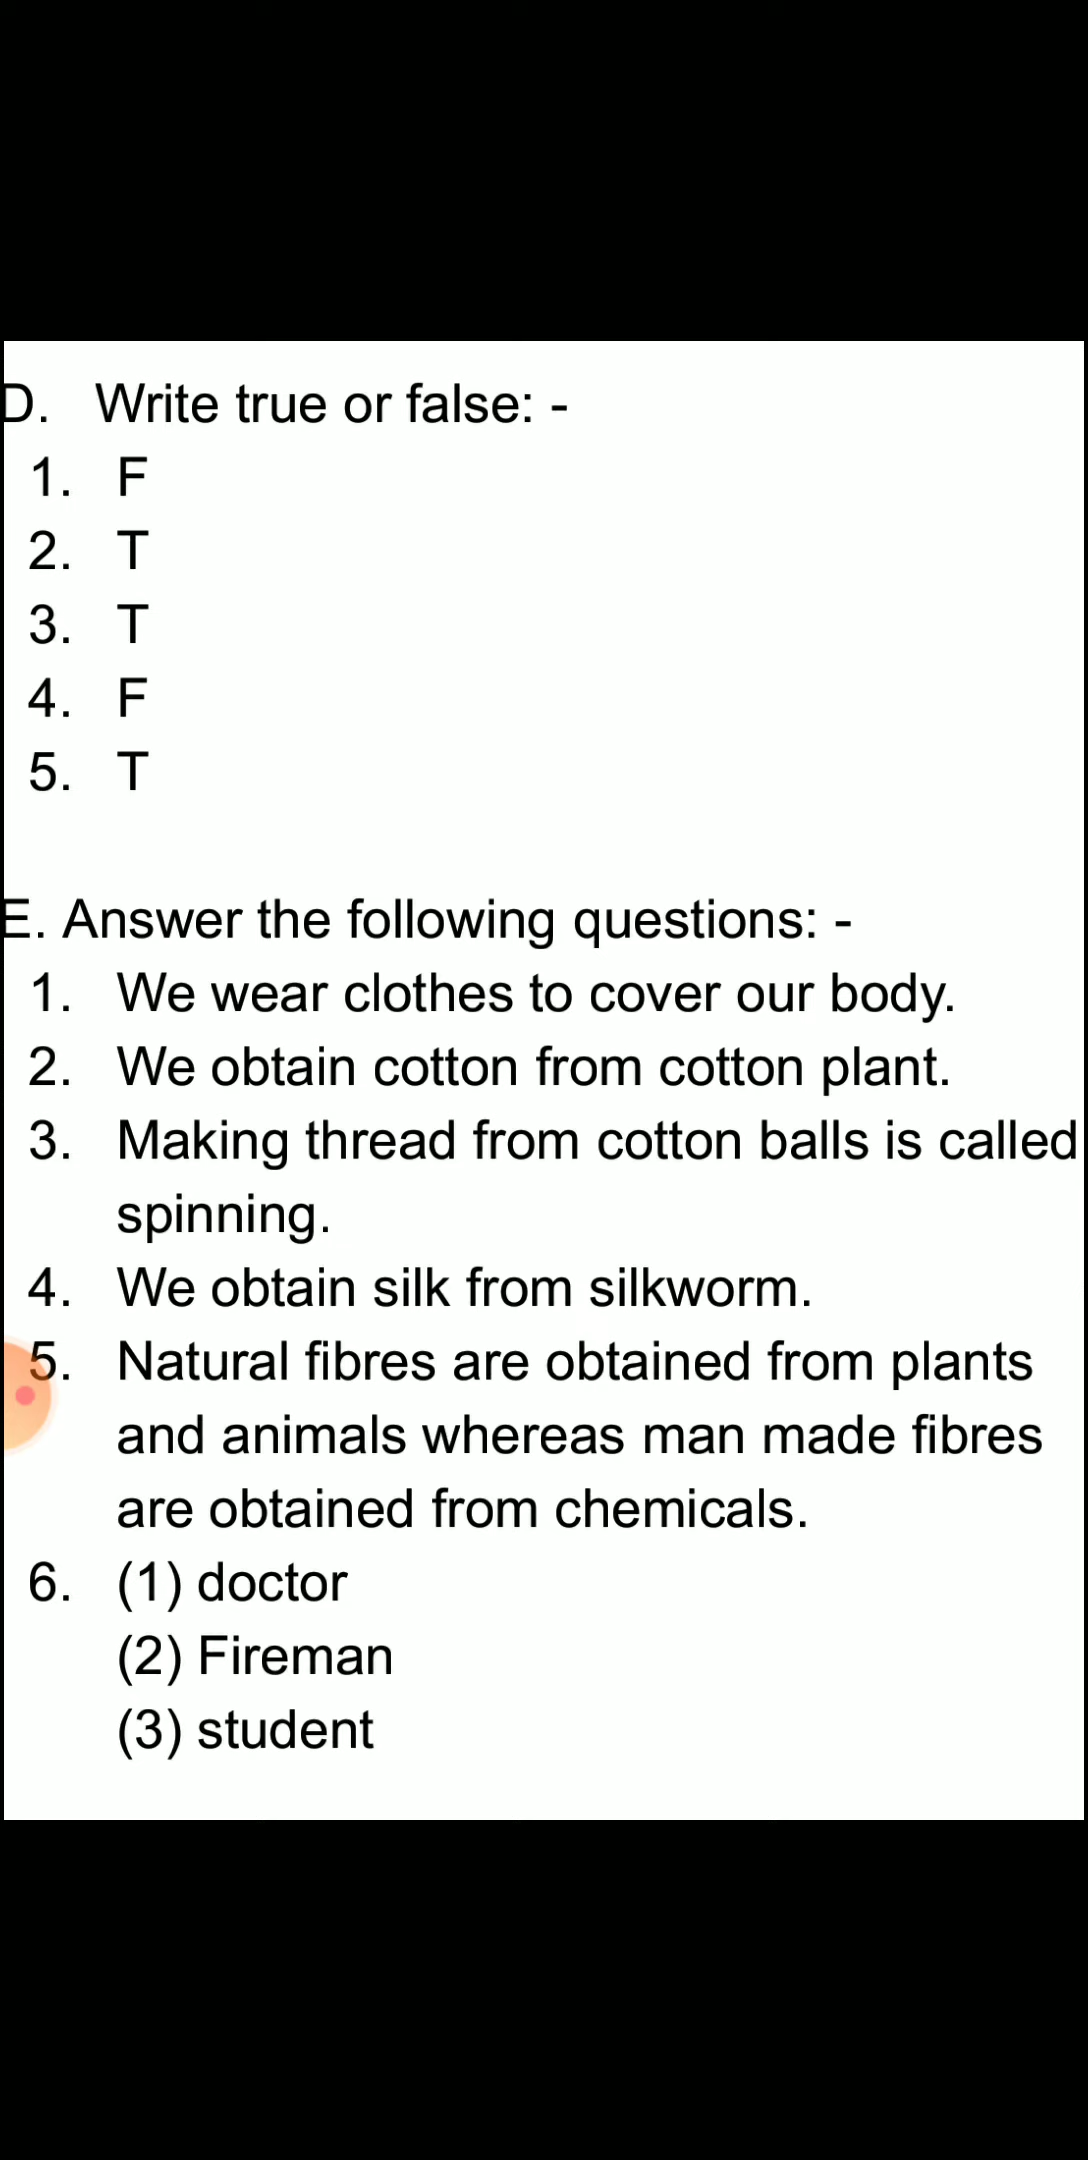 D. Write true or false: -
1. F
2. T
3. T
4. F
5. T
E. Answer the following questions: -
1. We wear clothes to cover our body.
2. We obtain cotton from cotton plant.
3. Making thread from cotton balls is called
spinning.
4. We obtain silk from silkworm.
5. Natural fibres are obtained from plants
and animals whereas man made fibres
are obtained from chemicals.
6. (1) doctor
(2) Fireman
(3) student